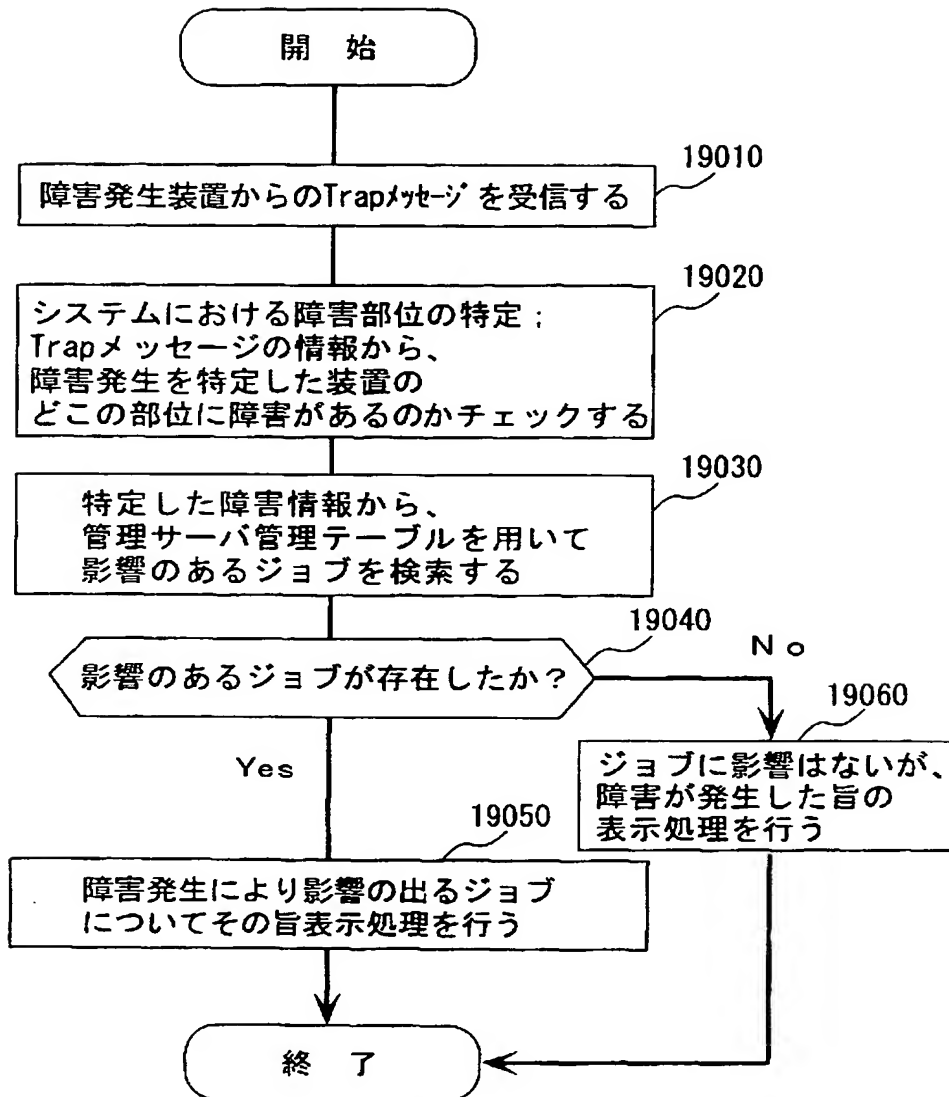 開 始
19010
障害発生装置からのTrapﾒｯｾｰｼﾞを受信する
19020
システムにおける障害部位の特定；
Trapメッセージの情報から、
障害発生を特定した装置の
どこの部位に障害があるのかチェックする
19030
特定した障害情報から、
管理サーバ管理テーブルを用いて
影響のあるジョブを検索する
19040
影響のあるジョブが存在したか？
No
Yes
19060
ジョブに影響はないが、
障害が発生した旨の
表示処理を行う
19050
障害発生により影響の出るジョブ
についてその旨表示処理を行う
終 了